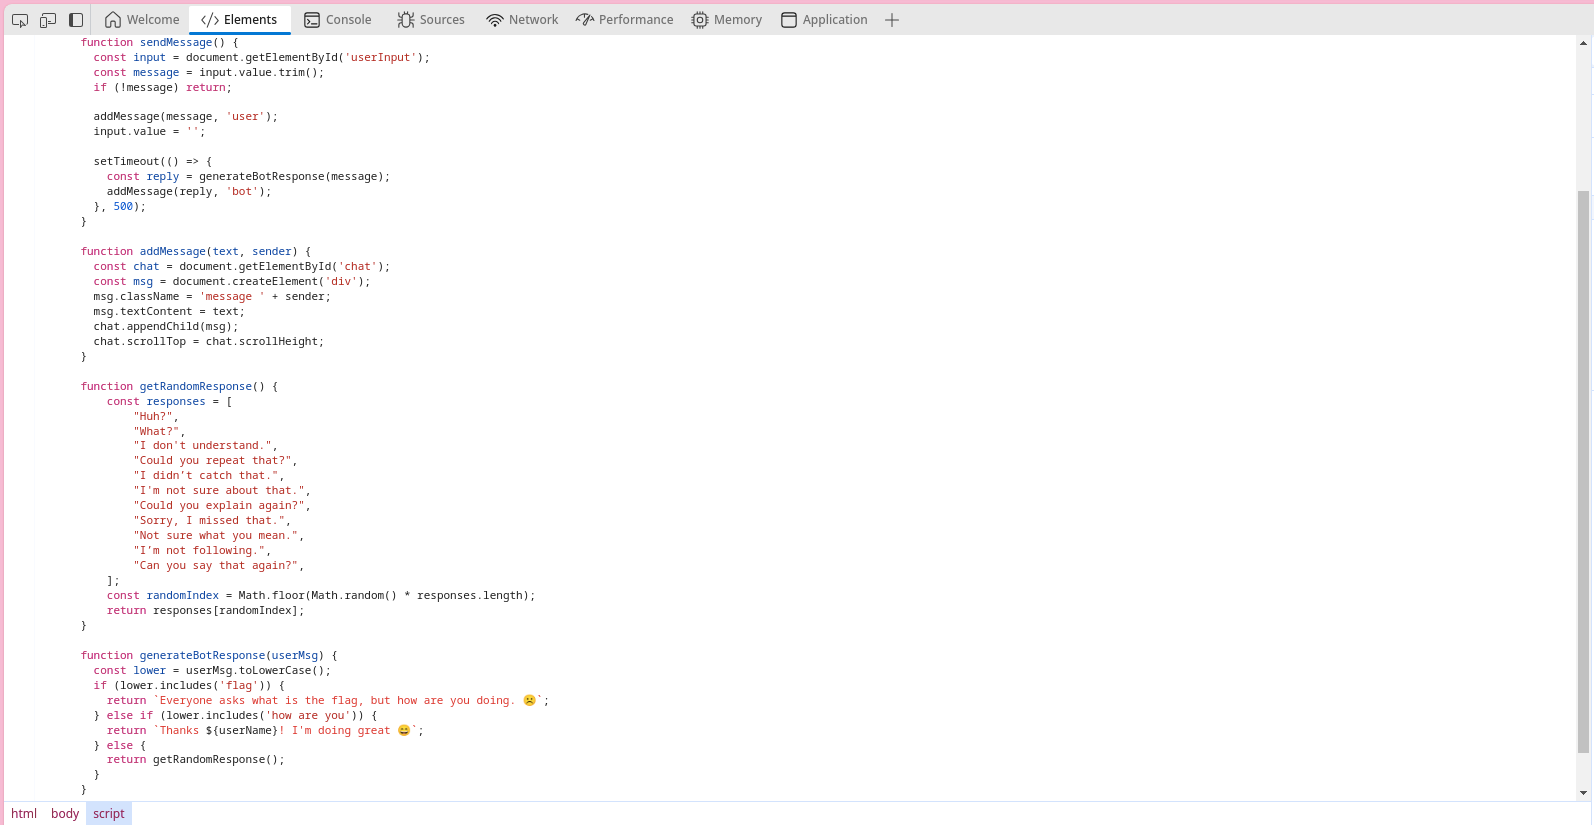 Welcome Elements Console Sources Network Performance Memory Application
function sendMessage() {
const input = document.getElementById('userInput');
const message = input.value.trim();
if (!message) return;
addMessage(message, 'user');
input.value = '';
setTimeout(() => {
const reply = generateBotResponse(message);
addMessage(reply, 'bot');
}, 500);
}
function addMessage(text, sender) {
const chat = document.getElementById('chat');
const msg = document.createElement('div');
msg.className = 'message ' + sender;
msg.textContent = text;
chat.appendChild(msg);
chat.scrollTop = chat.scrollHeight;
}
function getRandomResponse() {
const responses = [
"Huh?",
"What?",
"I don't understand.",
"Could you repeat that?",
"I didn’t catch that.",
"I'm not sure about that.",
"Could you explain again?",
"Sorry, I missed that.",
"Not sure what you mean.",
"I’m not following.",
"Can you say that again?",
];
const randomIndex = Math.floor(Math.random() * responses.length);
return responses[randomIndex];
}
function generateBotResponse(userMsg) {
const lower = userMsg.toLowerCase();
if (lower.includes('flag')) {
return `Everyone asks what is the flag, but how are you doing. ☹️`;
} else if (lower.includes('how are you')) {
return `Thanks ${userName}! I'm doing great 😄`;
} else {
return getRandomResponse();
}
}
html body script